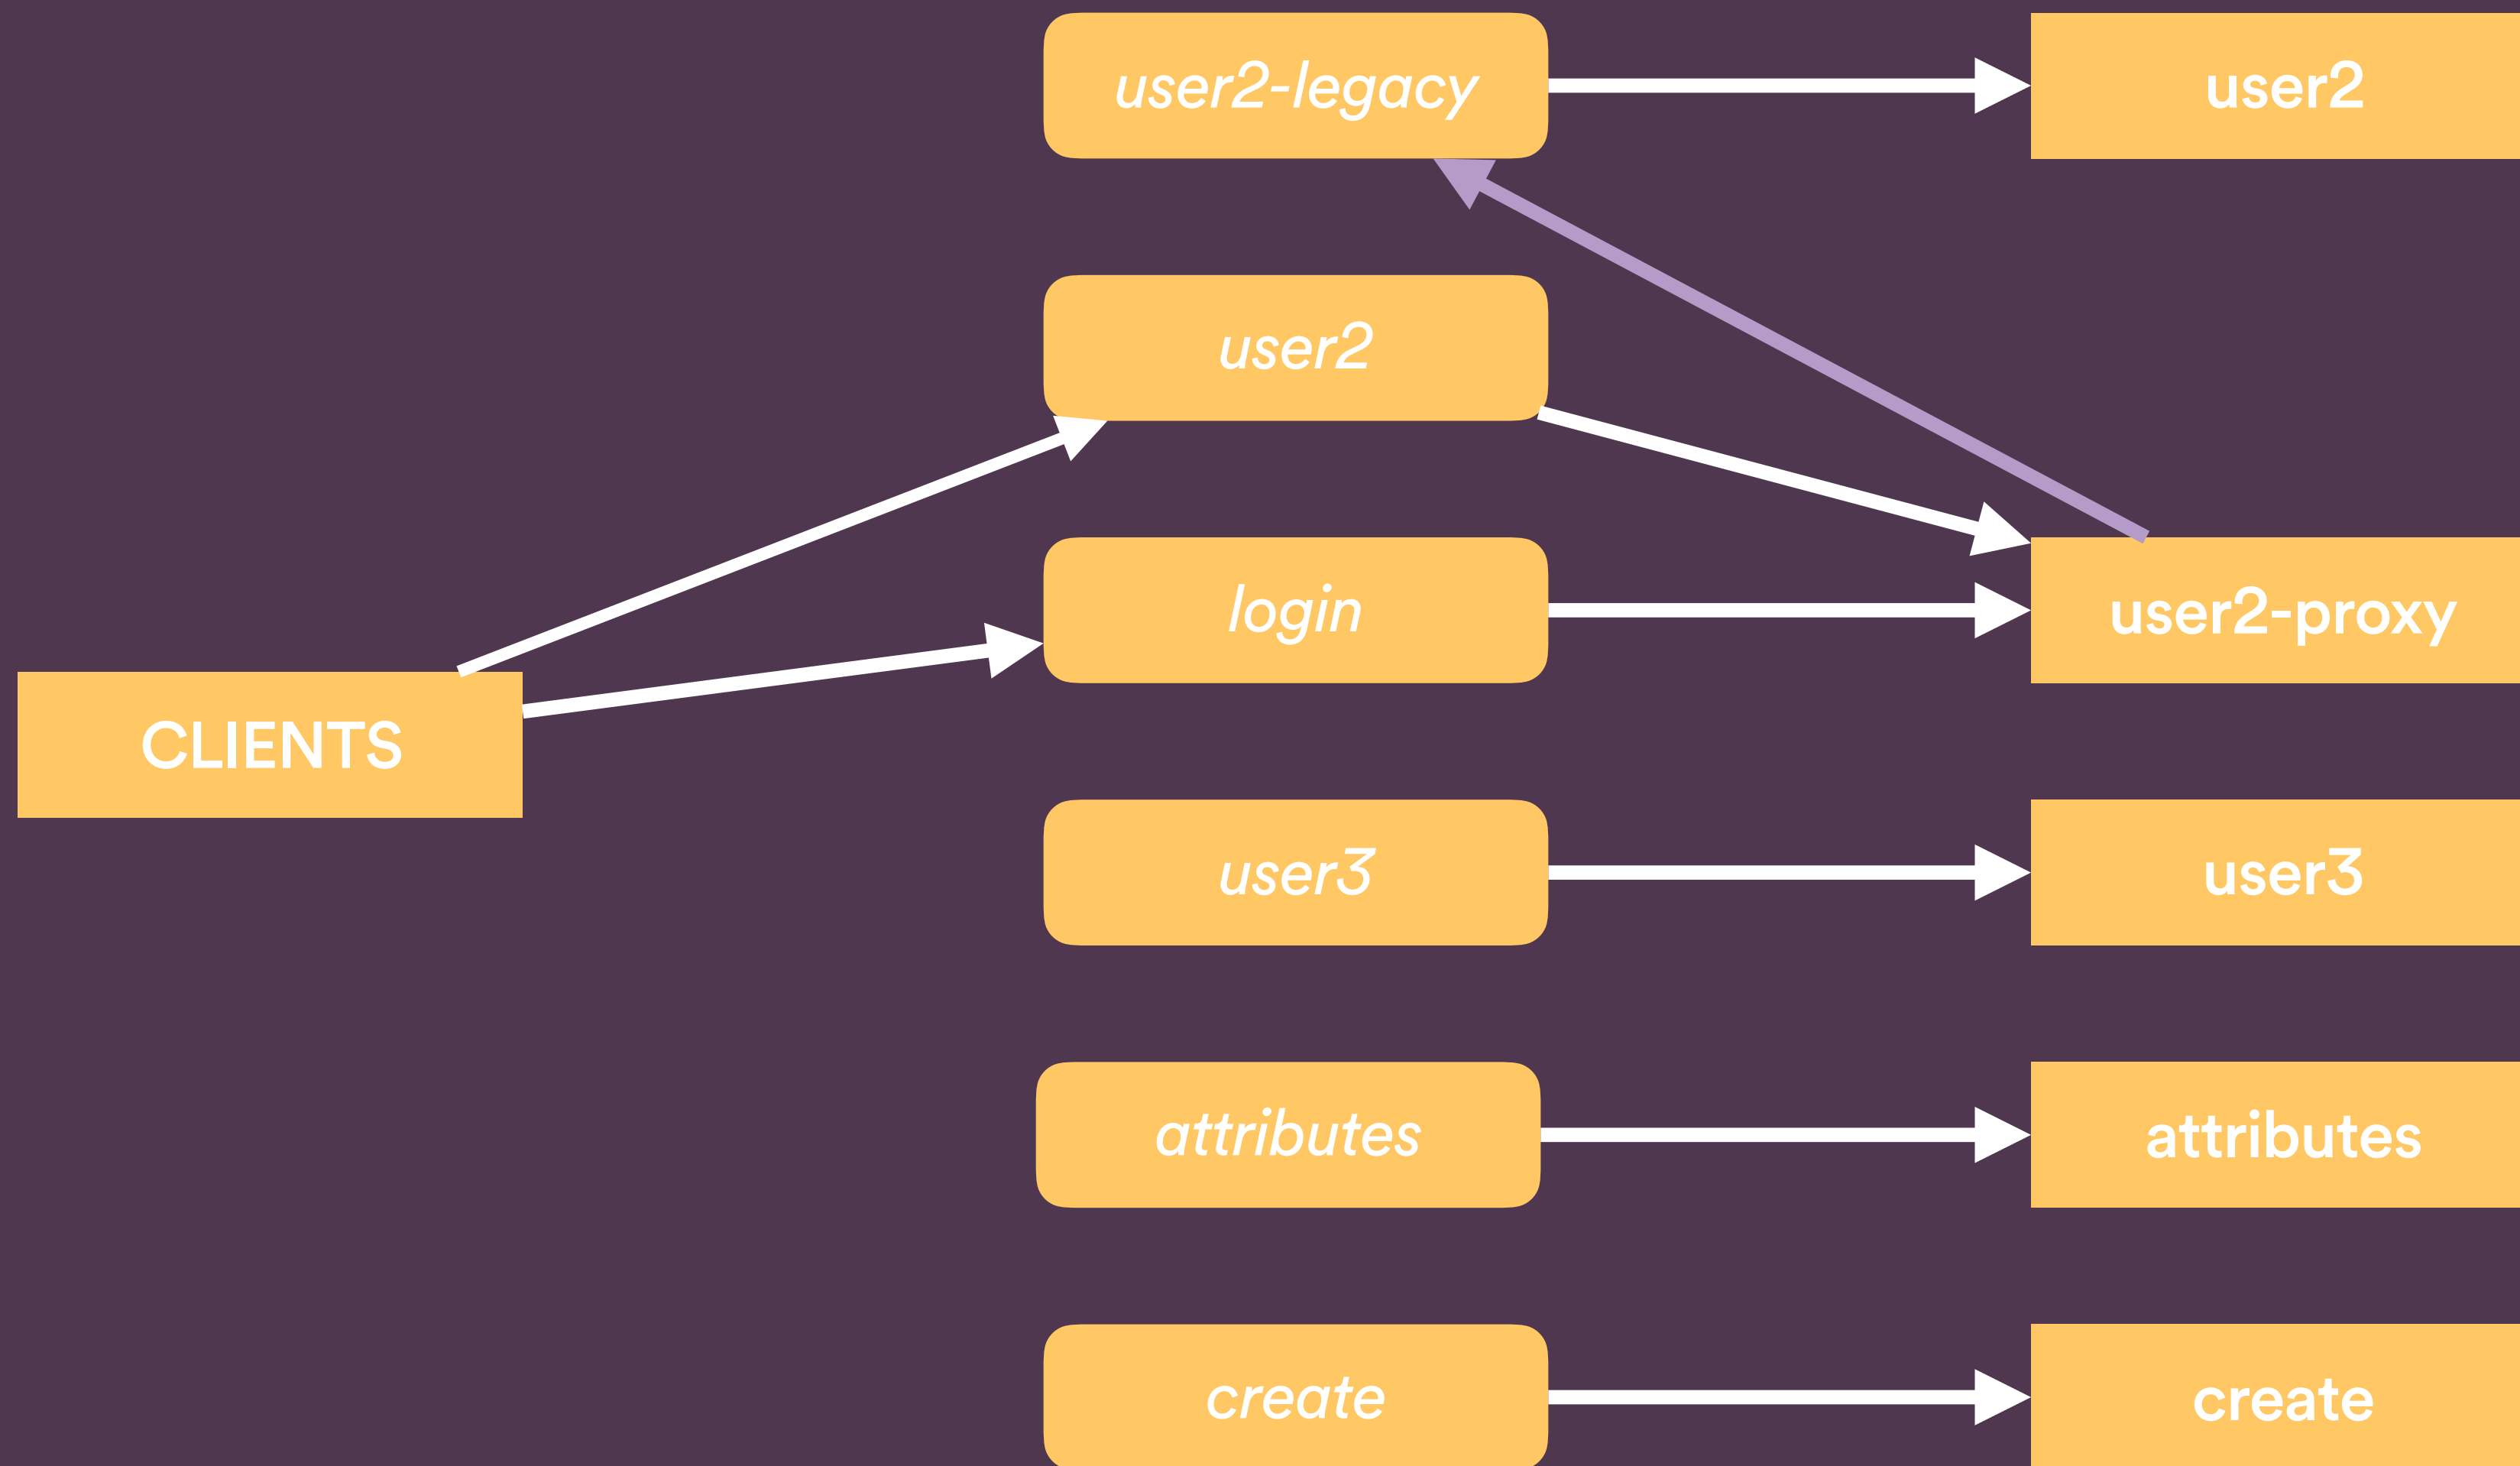 user2-legacy
user2
user2
login
user2-proxy
CLIENTS
user3
user3
attributes
attributes
create
create